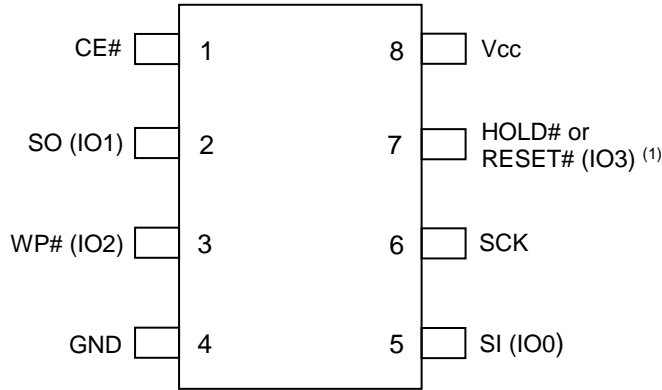 CE# 1 8 Vcc
SO (IO1) 2 7 HOLD# or
RESET# (IO3) (1)
WP# (IO2) 3 6 SCK
GND 4 5 SI (IO0)